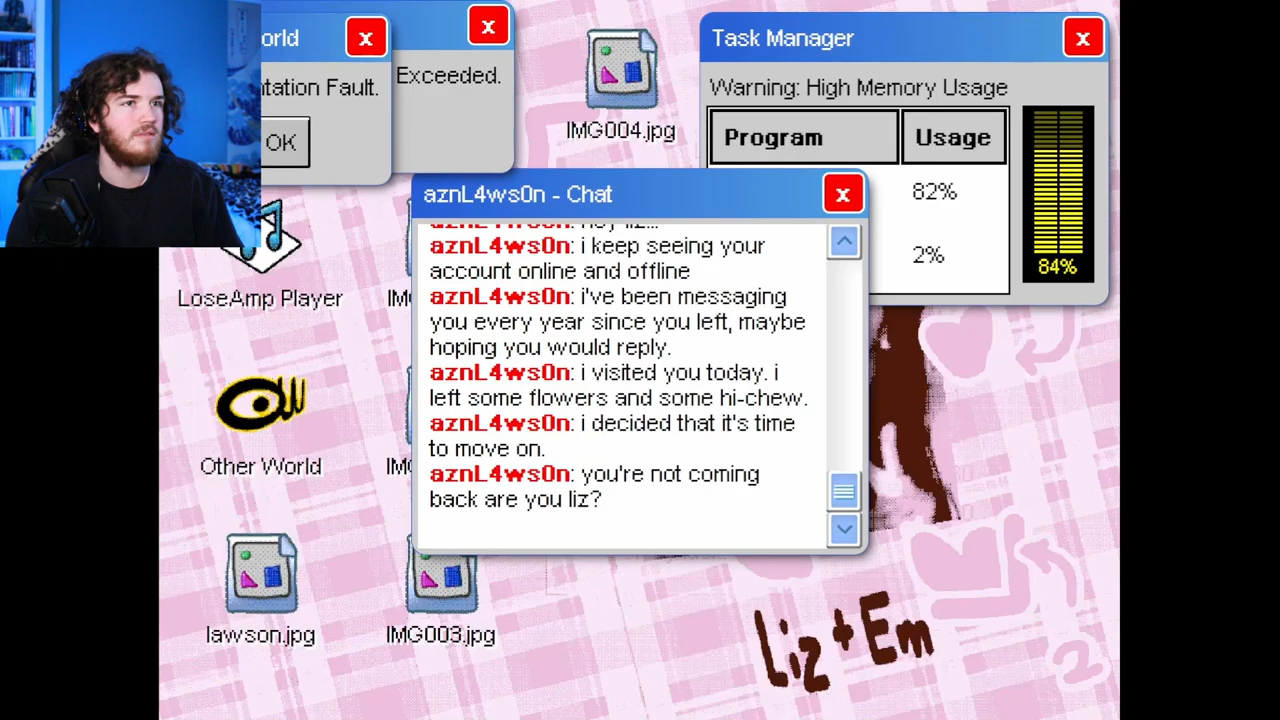 orld
ntation Fault.
OK
Exceeded.
IMG004.jpg
Task Manager
Warning: High Memory Usage
Program Usage
82%
2%
84%
aznL4ws0n - Chat
aznL4ws0n: i keep seeing your
account online and offline
aznL4ws0n: i've been messaging
you every year since you left, maybe
hoping you would reply.
aznL4ws0n: i visited you today. i
left some flowers and some hi-chew.
aznL4ws0n: i decided that it's time
to move on.
aznL4ws0n: you're not coming
back are you liz?
LoseAmp Player
IM
Other World
IM
lawson.jpg
IMG003.jpg
Liz + Em